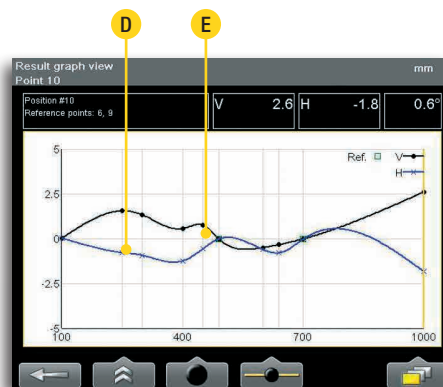 D
E
Result graph view
mm
Point 10
Position #10
Reference points: 6, 9
V 2.6 H -1.8 0.6°
5
2.5
0
-2.5
-5
100 400 700 1000
Ref. V
H